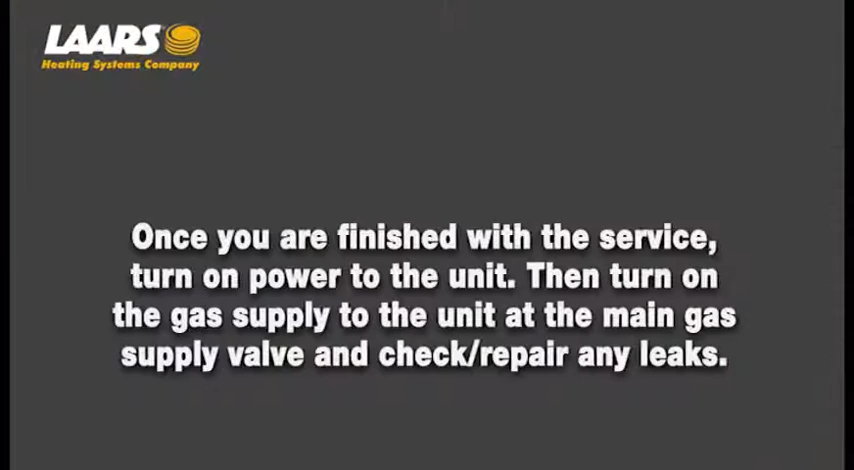 LAARS
Heating Systems Company
Once you are finished with the service,
turn on power to the unit. Then turn on
the gas supply to the unit at the main gas
supply valve and check/repair any leaks.